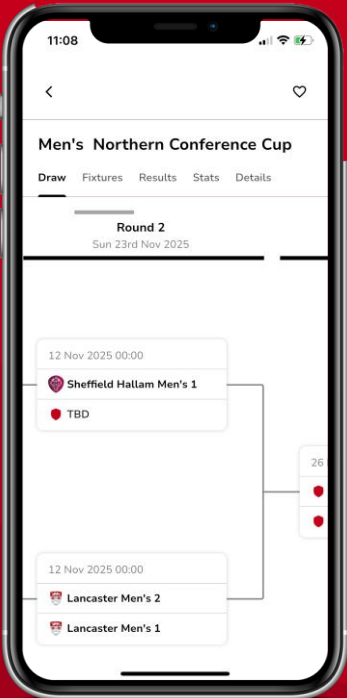 11:08
Men's Northern Conference Cup
Draw Fixtures Results Stats Details
Round 2
Sun 23rd Nov 2025
12 Nov 2025 00:00
Sheffield Hallam Men's 1
TBD
26
12 Nov 2025 00:00
Lancaster Men's 2
Lancaster Men's 1